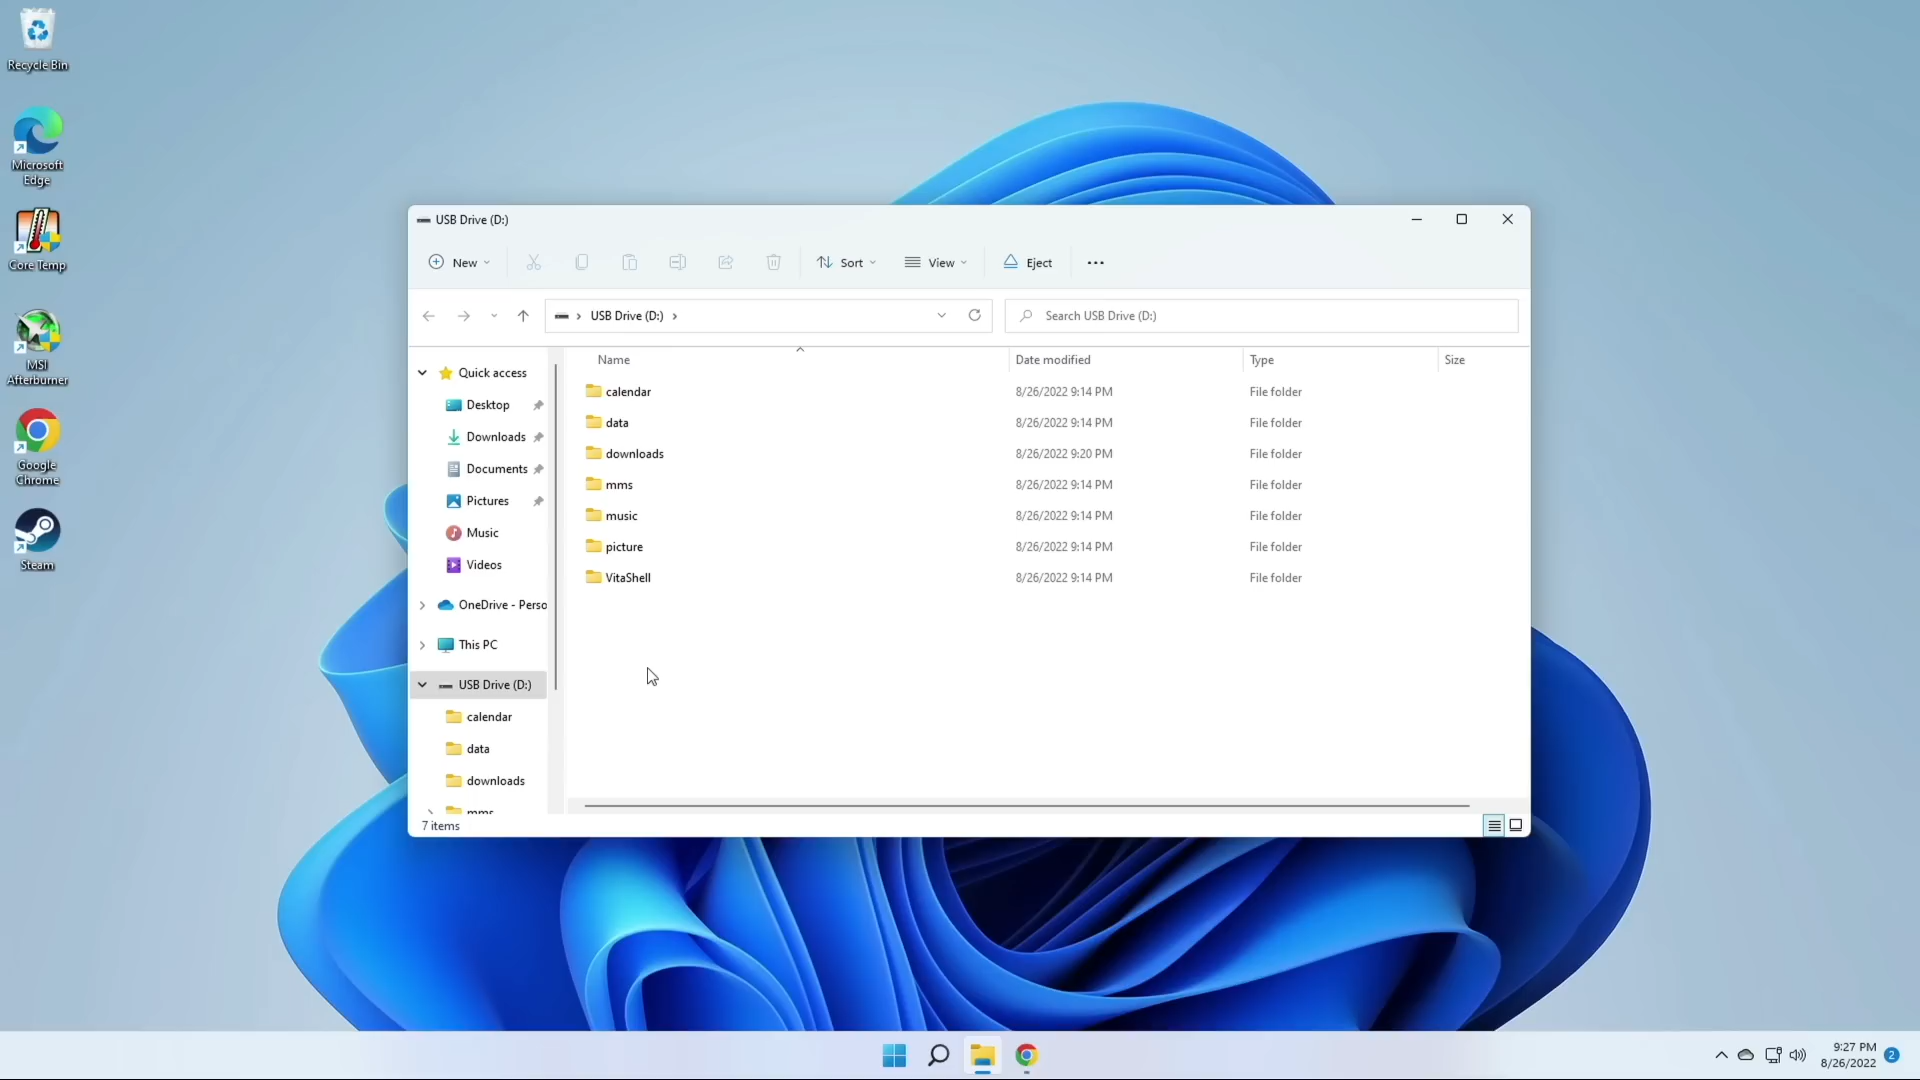 Recycle Bin
Microsoft
Edge
Core Temp
MSI
Afterburner
Google
Chrome
Steam
USB Drive (D:)
New
Sort
View
Eject
USB Drive (D:)
Search USB Drive (D:)
Quick access
Desktop
Downloads
Documents
Pictures
Music
Videos
OneDrive - Perso
This PC
USB Drive (D:)
calendar
data
downloads
mms
Name Date modified Type Size
calendar 8/26/2022 9:14 PM File folder
data 8/26/2022 9:14 PM File folder
downloads 8/26/2022 9:20 PM File folder
mms 8/26/2022 9:14 PM File folder
music 8/26/2022 9:14 PM File folder
picture 8/26/2022 9:14 PM File folder
VitaShell 8/26/2022 9:14 PM File folder
7 items
9:27 PM
8/26/2022
2